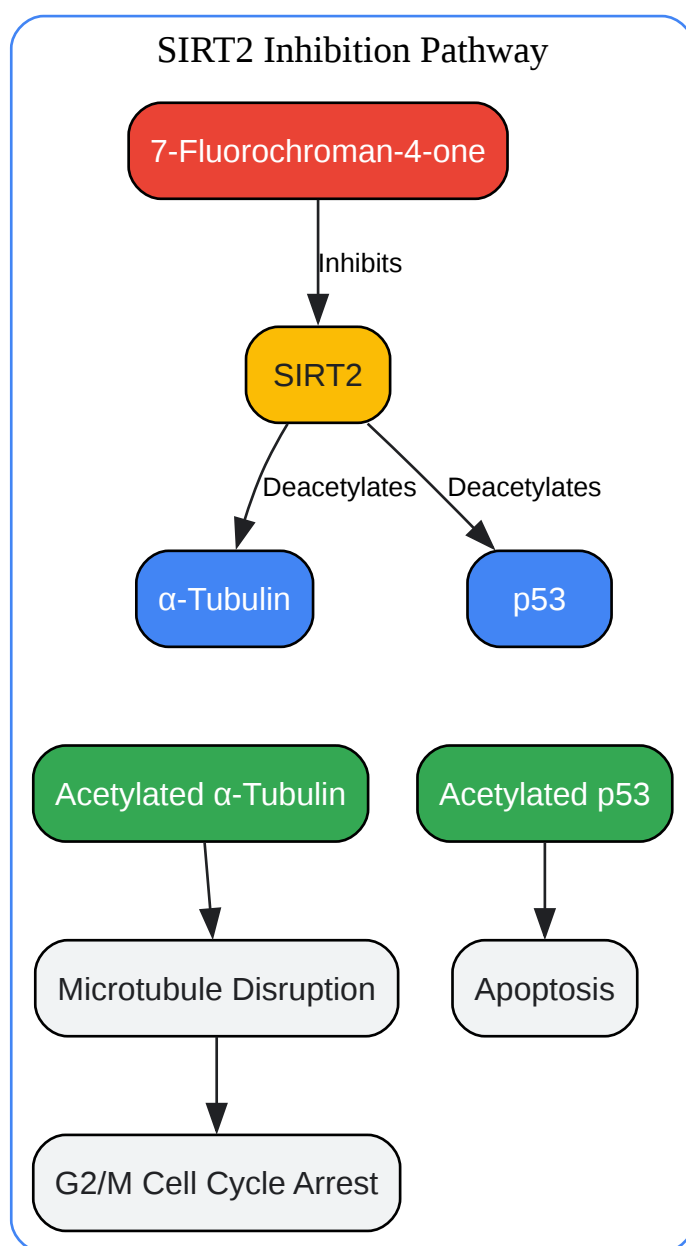 SIRT2 Inhibition Pathway
7-Fluorochroman-4-one
Inhibits
SIRT2
Deacetylates
Deacetylates
α-Tubulin
p53
Acetylated α-Tubulin
Acetylated p53
Microtubule Disruption
Apoptosis
G2/M Cell Cycle Arrest